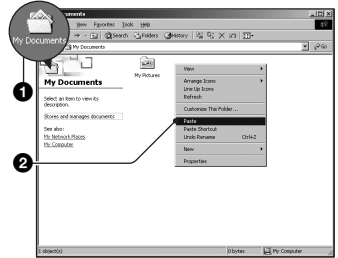 My Documents
View Favorites Tools Help
Search Folders History
My Documents Go
1
My Documents
Select an item to view its
description.
Stores and manages documents
See also:
My Network Places
My Computer
My Pictures
View
Arrange Icons
Line Up Icons
Refresh
Customize This Folder...
Paste
Paste Shortcut
Undo Rename Ctrl+Z
New
Properties
2
1 object(s) 0 bytes My Computer